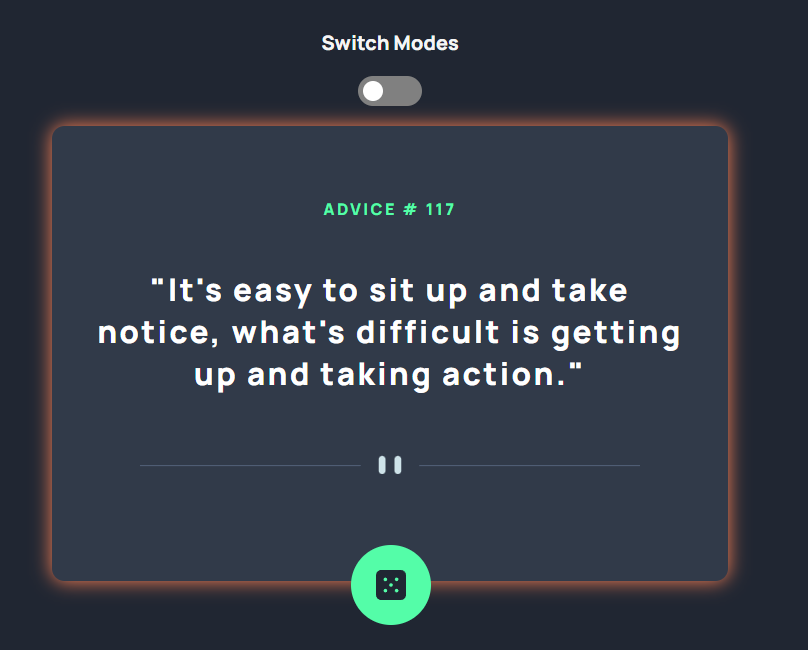 Switch Modes
ADVICE # 117
"It's easy to sit up and take
notice, what's difficult is getting
up and taking action."